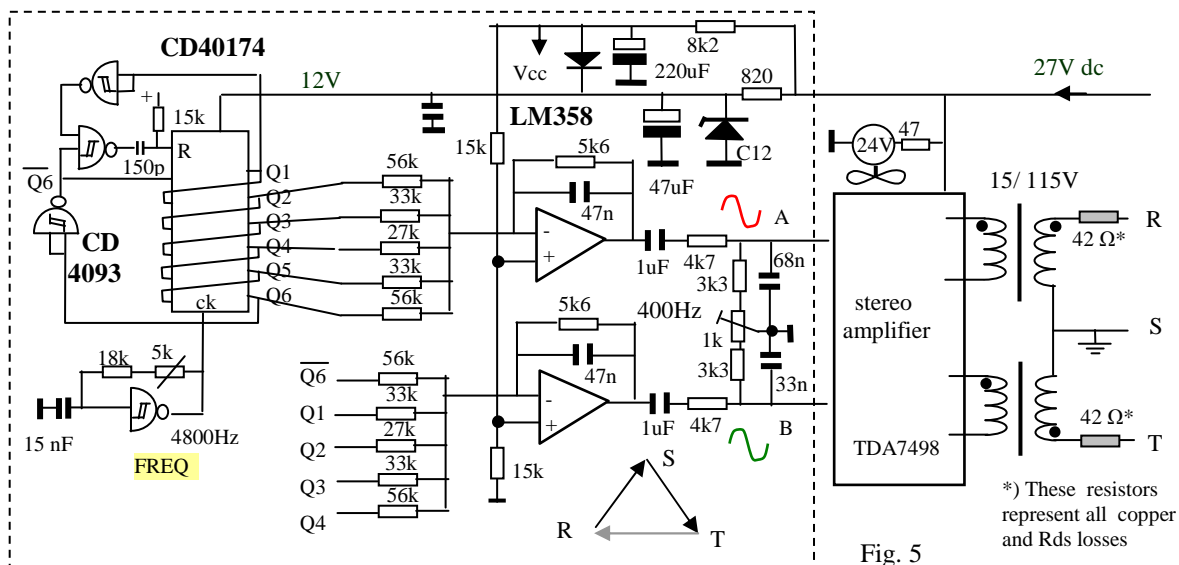 CD40174
12V
Vcc
220uF
8k2
820
27V dc
LM358
+
15k
R
150p
Q6
CD
4093
Q1
Q2
Q3
Q4
Q5
Q6
ck
56k
33k
27k
33k
56k
15k
5k6
47n
-
+
47uF
C12
24V
47
15/ 115V
A
1uF
4k7
68n
3k3
400Hz
1k
3k3
33n
stereo
amplifier
TDA7498
42 Ω*
R
S
42 Ω*
T
18k
5k
15 nF
4800Hz
FREQ
Q6
Q1
Q2
Q3
Q4
56k
33k
27k
33k
56k
5k6
47n
-
+
15k
1uF
4k7
B
S
R
T
*) These resistors
represent all copper
and Rds losses
Fig. 5